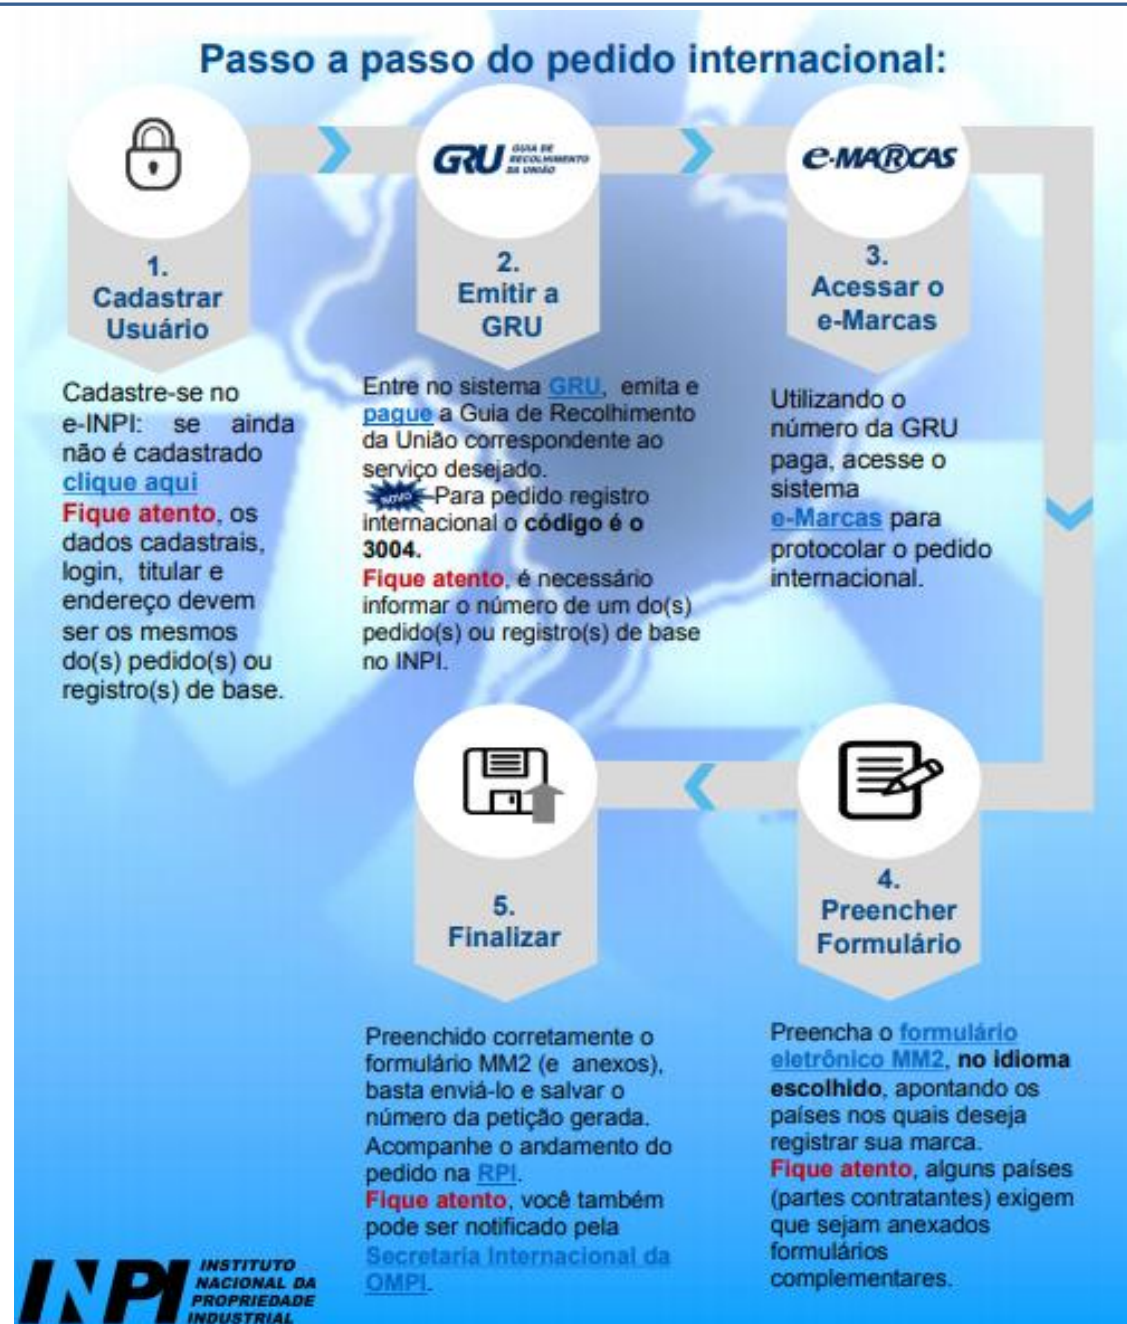 Passo a passo do pedido internacional:
GRU GUIA DE
RECOLHIMENTO
DA UNIÃO
e-MARCAS
1.
Cadastrar
Usuário
2.
Emitir a
GRU
3.
Acessar o
e-Marcas
Cadastre-se no
e-INPI: se ainda
não é cadastrado
clique aqui
Fique atento, os
dados cadastrais,
login, titular e
endereço devem
ser os mesmos
do(s) pedido(s) ou
registro(s) de base.
Entre no sistema GRU, emita e
pague a Guia de Recolhimento
da União correspondente ao
serviço desejado.
NOVO Para pedido registro
internacional o código é o
3004.
Fique atento, é necessário
informar o número de um do(s)
pedido(s) ou registro(s) de base
no INPI.
Utilizando o
número da GRU
paga, acesse o
sistema
e-Marcas para
protocolar o pedido
internacional.
4.
Preencher
Formulário
5.
Finalizar
Preencha o formulário
eletrônico MM2, no idioma
escolhido, apontando os
países nos quais deseja
registrar sua marca.
Fique atento, alguns países
(partes contratantes) exigem
que sejam anexados
formulários
complementares.
Preenchido corretamente o
formulário MM2 (e anexos),
basta enviá-lo e salvar o
número da petição gerada.
Acompanhe o andamento do
pedido na RPI.
Fique atento, você também
pode ser notificado pela
Secretaria Internacional da
OMPI.
INPI INSTITUTO
NACIONAL DA
PROPRIEDADE
INDUSTRIAL